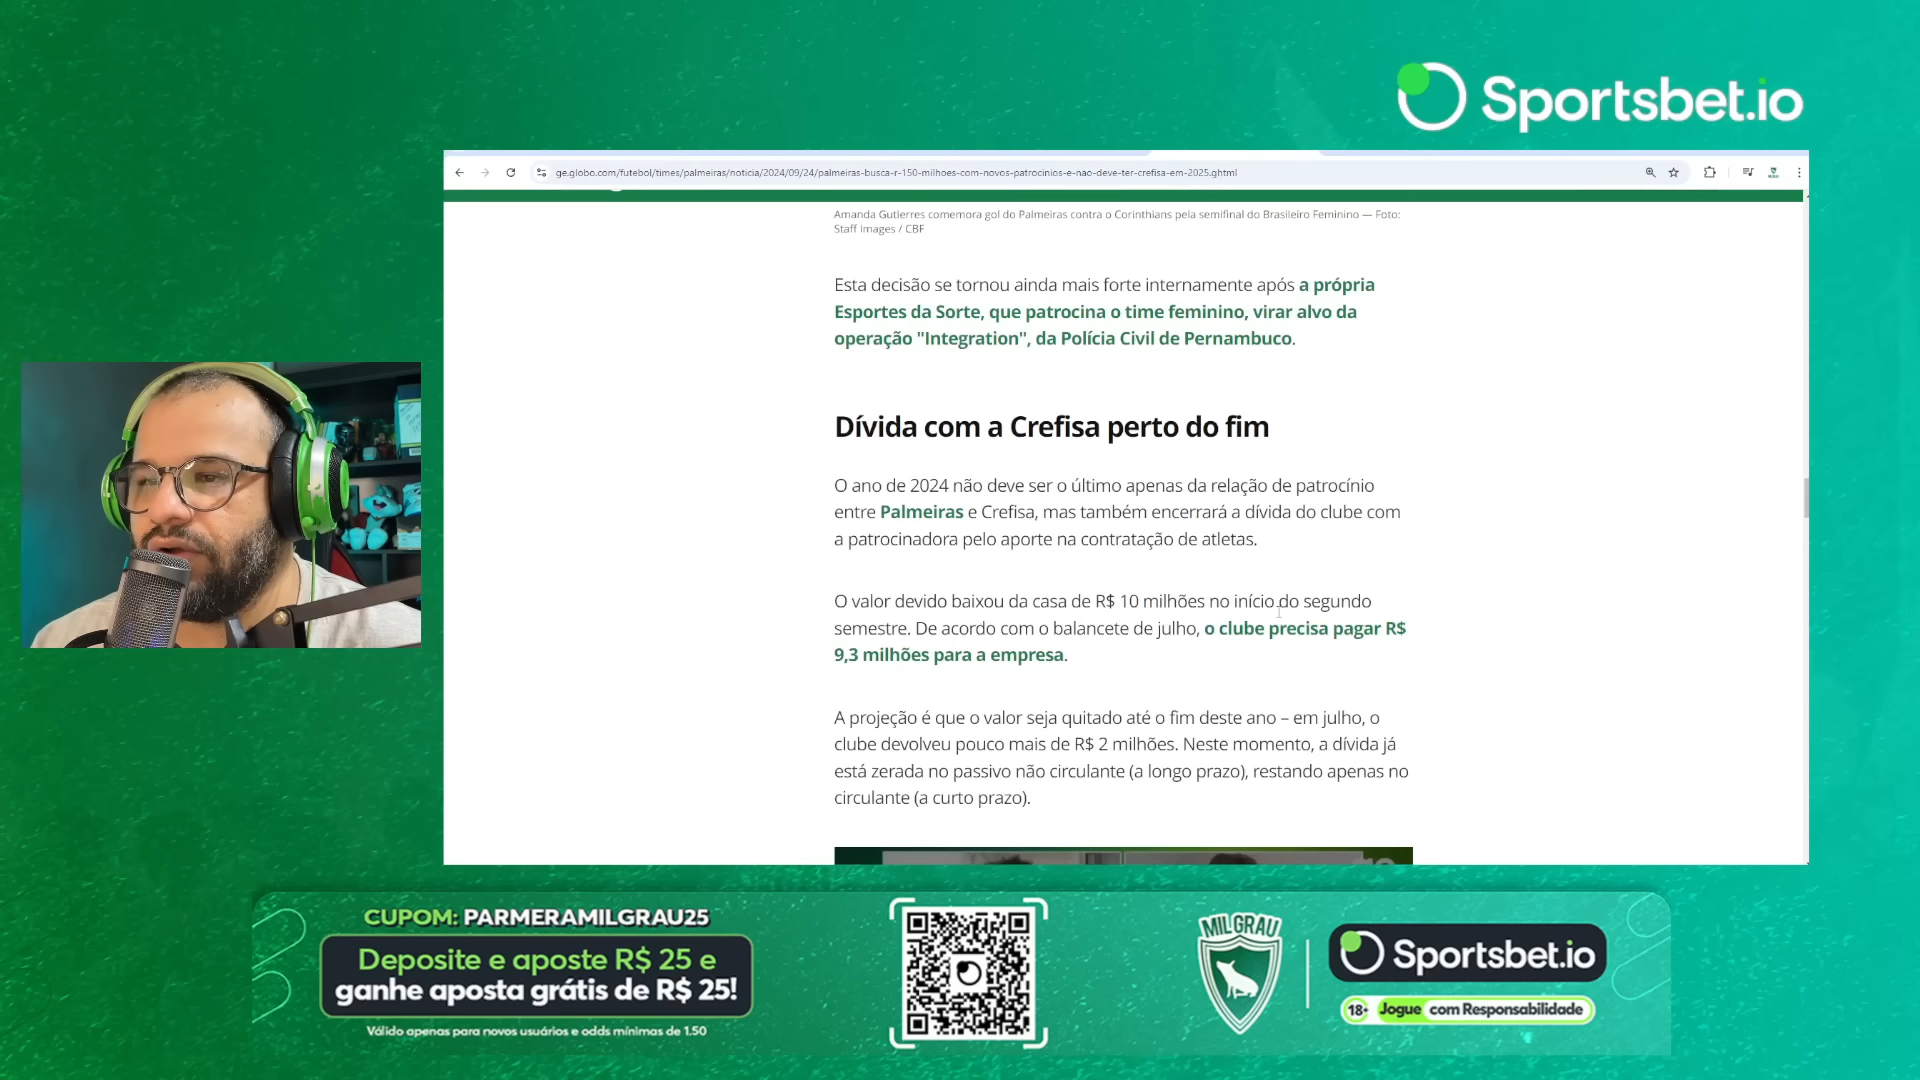 Sportsbet.io
ge.globo.com/futebol/times/palmeiras/noticia/2024/09/24/palmeiras-busca-r-150-milhoes-com-novos-patrocinios-e-nao-deve-ter-crefisa-em-2025.ghtml
Amanda Gutierres comemora gol do Palmeiras contra o Corinthians pela semifinal do Brasileiro Feminino — Foto:
Staff Images / CBF
Esta decisão se tornou ainda mais forte internamente após a própria
Esportes da Sorte, que patrocina o time feminino, virar alvo da
operação "Integration", da Polícia Civil de Pernambuco.
Dívida com a Crefisa perto do fim
O ano de 2024 não deve ser o último apenas da relação de patrocínio
entre Palmeiras e Crefisa, mas também encerrará a dívida do clube com
a patrocinadora pelo aporte na contratação de atletas.
O valor devido baixou da casa de R$ 10 milhões no início do segundo
semestre. De acordo com o balancete de julho, o clube precisa pagar R$
9,3 milhões para a empresa.
A projeção é que o valor seja quitado até o fim deste ano – em julho, o
clube devolveu pouco mais de R$ 2 milhões. Neste momento, a dívida já
está zerada no passivo não circulante (a longo prazo), restando apenas no
circulante (a curto prazo).
CUPOM: PARMERAMILGRAU25
Deposite e aposte R$ 25 e
ganhe aposta grátis de R$ 25!
Válido apenas para novos usuários e odds mínimas de 1.50
MIL GRAU
Sportsbet.io
18+ Jogue com Responsabilidade